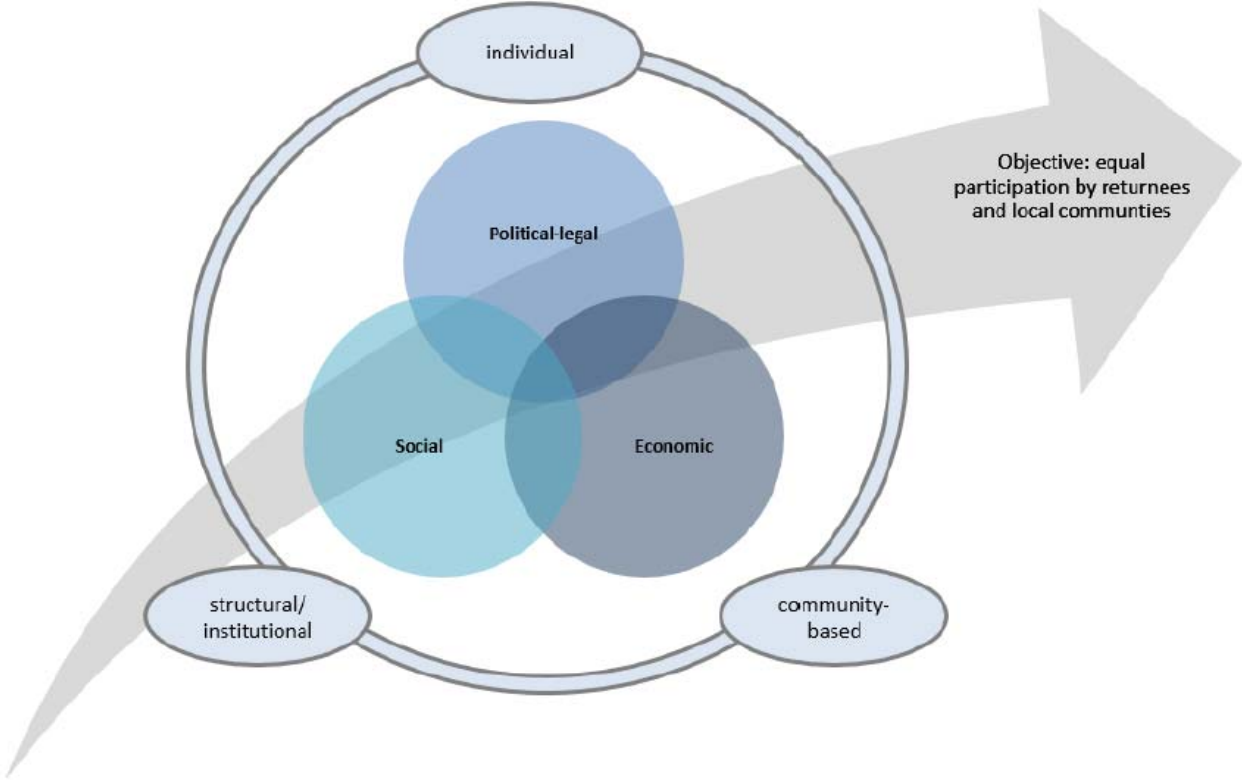 individual
Objective: equal
participation by returnees
and local communties
Political-legal
Social
Economic
structural/
institutional
community-
based